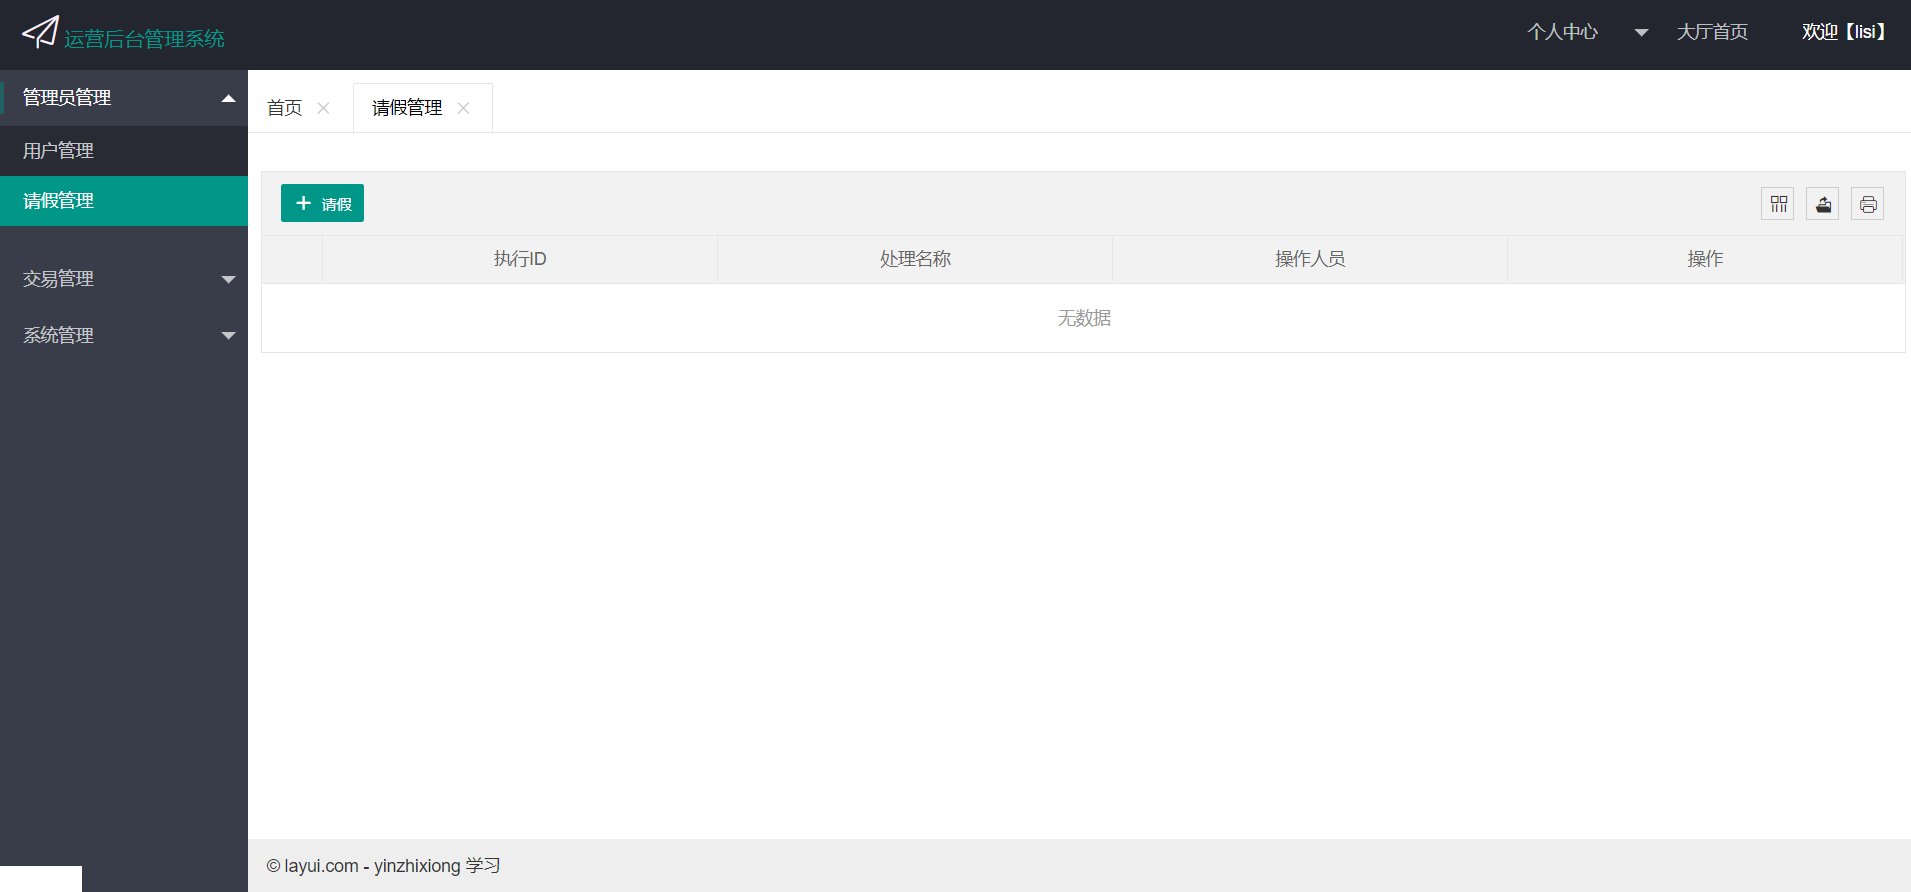 运营后台管理系统
个人中心
大厅首页
欢迎【lisi】
管理员管理
用户管理
请假管理
交易管理
系统管理
首页
请假管理
请假
执行ID 处理名称 操作人员 操作
无数据
© layui.com - yinzhixiong 学习